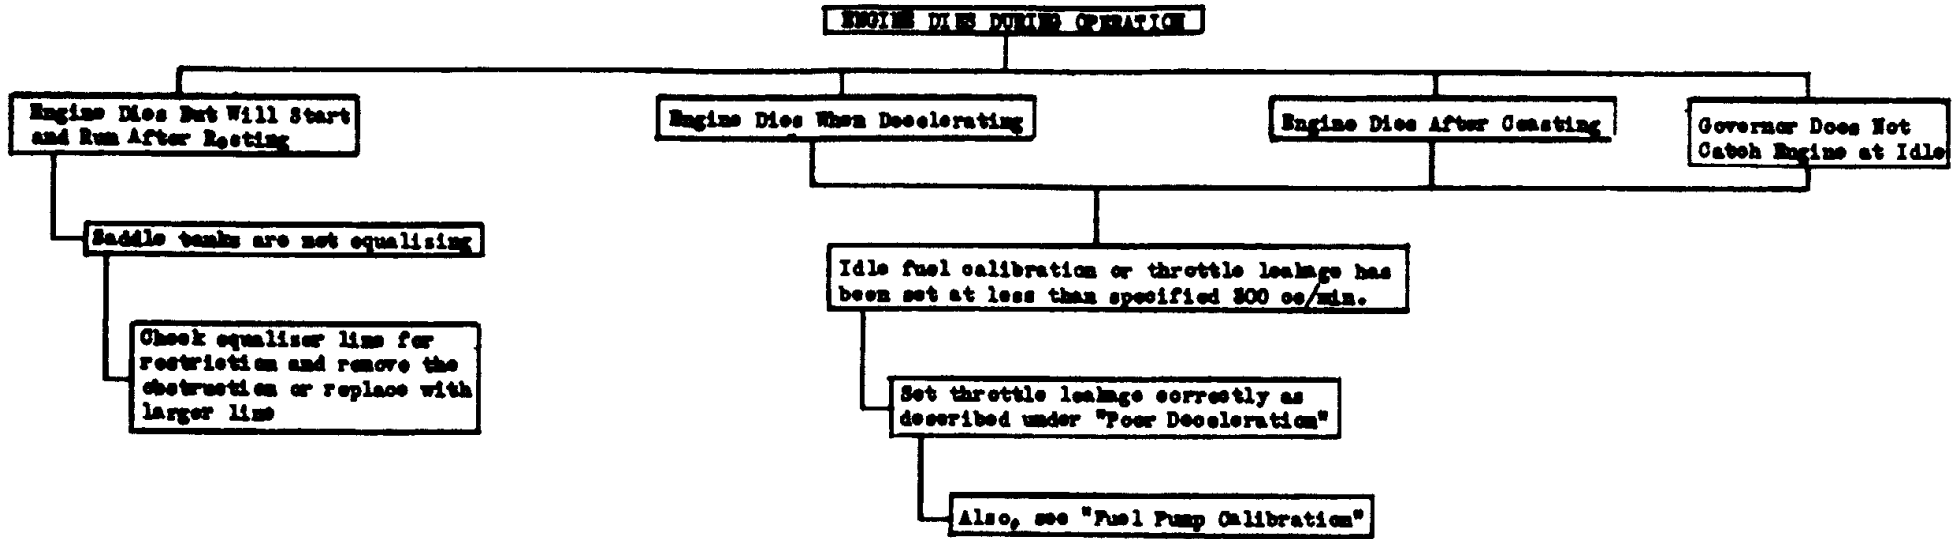 ENGINE DIES DURING OPERATION
Engine Dies But Will Start
and Run After Resting
Engine Dies When Decelerating
Engine Dies After Coasting
Governor Does Not
Catch Engine at Idle
Saddle tanks are not equalizing
Idle fuel calibration or throttle leakage has
been set at less than specified 300 cc/min.
Check equalizer line for
restriction and remove the
obstruction or replace with
larger line
Set throttle leakage correctly as
described under "Poor Deceleration"
Also, see "Fuel Pump Calibration"